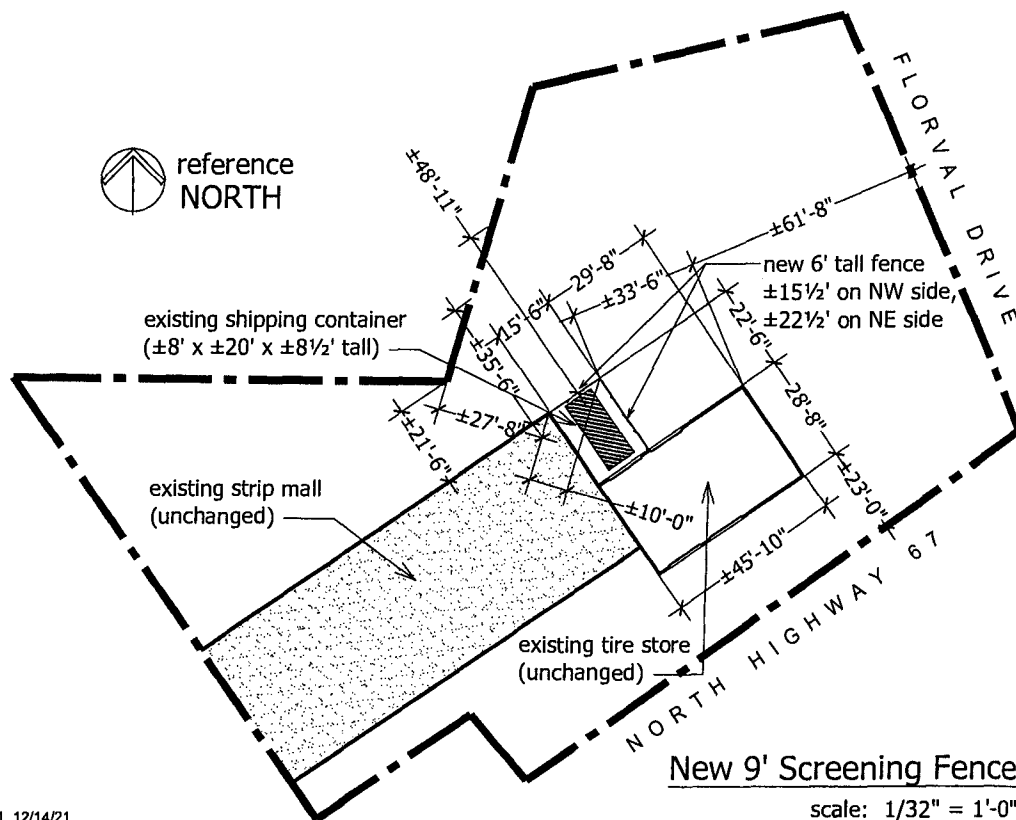 FLORVAL DRIVE
reference
NORTH
±48'-11"
±61'-8"
29'-8"
±33'-6"
new 6' tall fence
±15½' on NW side,
±22½' on NE side
existing shipping container
(±8' x ±20' x ±8½' tall)
15'-6"
±35'-6"
22'-6"
28'-8"
±27'-8"
±21'-6"
±23'-0"
existing strip mall
(unchanged)
±10'-0"
±45'-10"
existing tire store
(unchanged)
NORTH HIGHWAY 67
New 9' Screening Fence
scale: 1/32" = 1'-0"
12/14/21